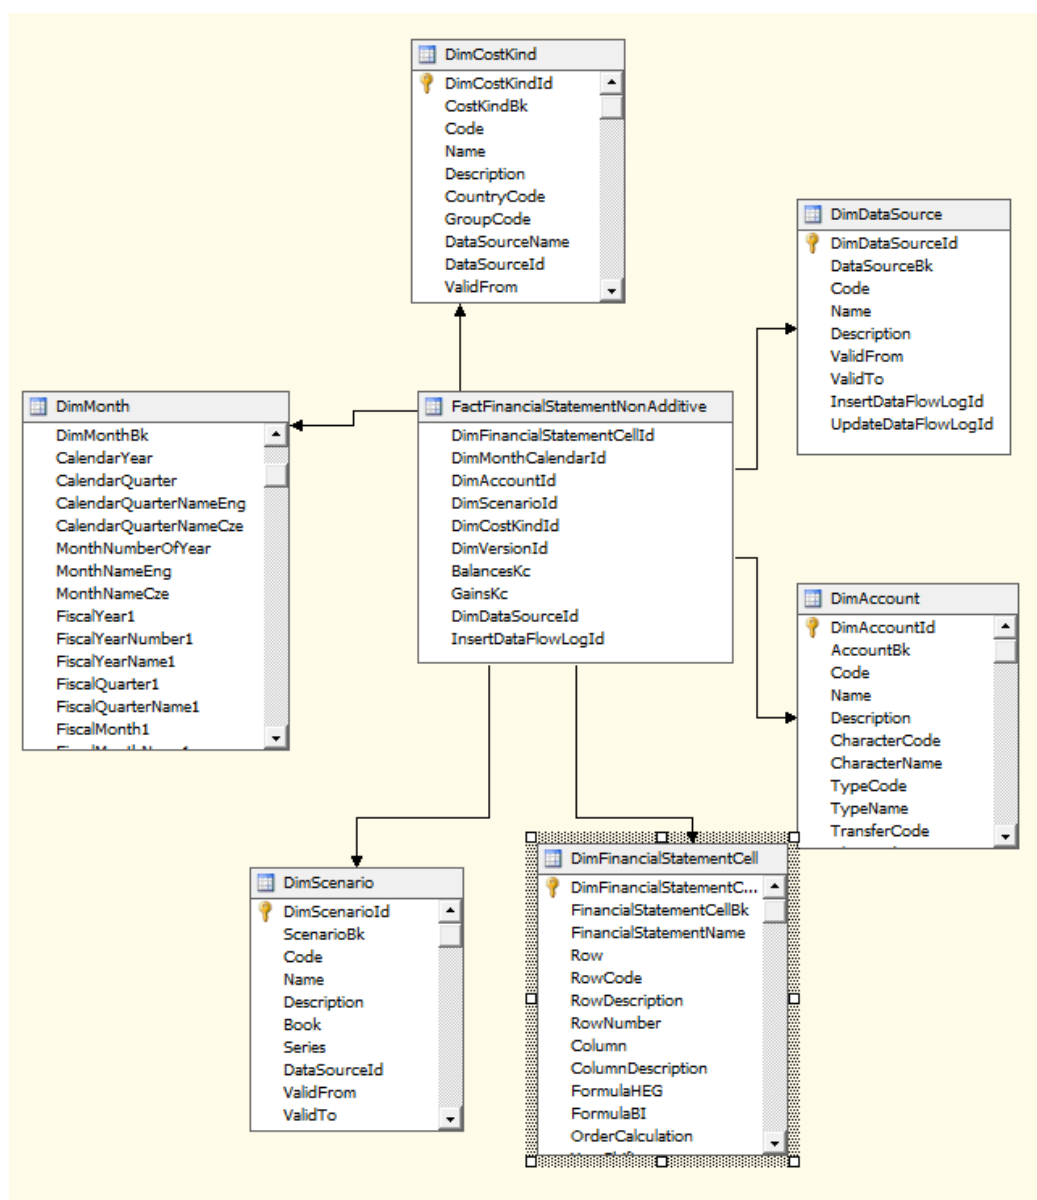 DimCostKind
DimCostKindId
CostKindBk
Code
Name
Description
CountryCode
GroupCode
DataSourceName
DataSourceId
ValidFrom
DimDataSource
DimDataSourceId
DataSourceBk
Code
Name
Description
ValidFrom
ValidTo
InsertDataFlowLogId
UpdateDataFlowLogId
DimMonth
DimMonthBk
CalendarYear
CalendarQuarter
CalendarQuarterNameEng
CalendarQuarterNameCze
MonthNumberOfYear
MonthNameEng
MonthNameCze
FiscalYear1
FiscalYearNumber1
FiscalYearName1
FiscalQuarter1
FiscalQuarterName1
FiscalMonth1
FactFinancialStatementNonAdditive
DimFinancialStatementCellId
DimMonthCalendarId
DimAccountId
DimScenarioId
DimCostKindId
DimVersionId
BalancesKc
GainsKc
DimDataSourceId
InsertDataFlowLogId
DimAccount
DimAccountId
AccountBk
Code
Name
Description
CharacterCode
CharacterName
TypeCode
TypeName
TransferCode
DimScenario
DimScenarioId
ScenarioBk
Code
Name
Description
Book
Series
DataSourceId
ValidFrom
ValidTo
DimFinancialStatementCell
DimFinancialStatementC...
FinancialStatementCellBk
FinancialStatementName
Row
RowCode
RowDescription
RowNumber
Column
ColumnDescription
FormulaHEG
FormulaBI
OrderCalculation